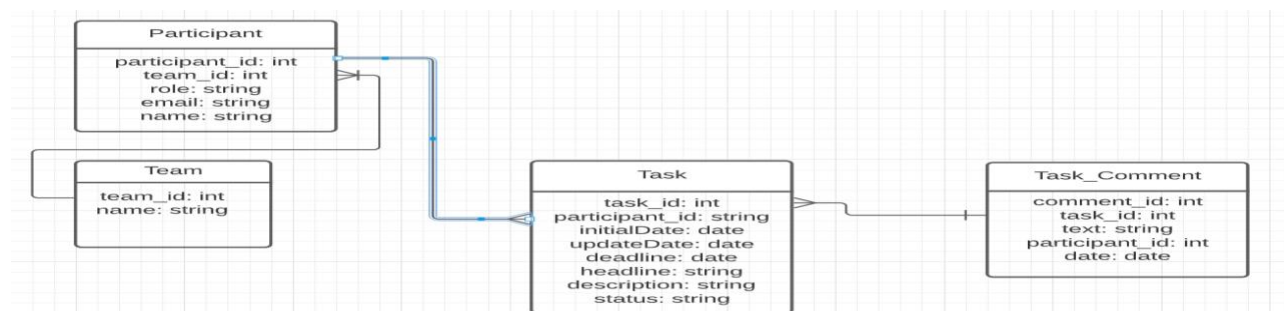 Participant
participant_id: int
team_id: int
role: string
email: string
name: string
Team
team_id: int
name: string
Task
task_id: int
participant_id: string
initialDate: date
updateDate: date
deadline: date
headline: string
description: string
status: string
Task_Comment
comment_id: int
task_id: int
text: string
participant_id: int
date: date